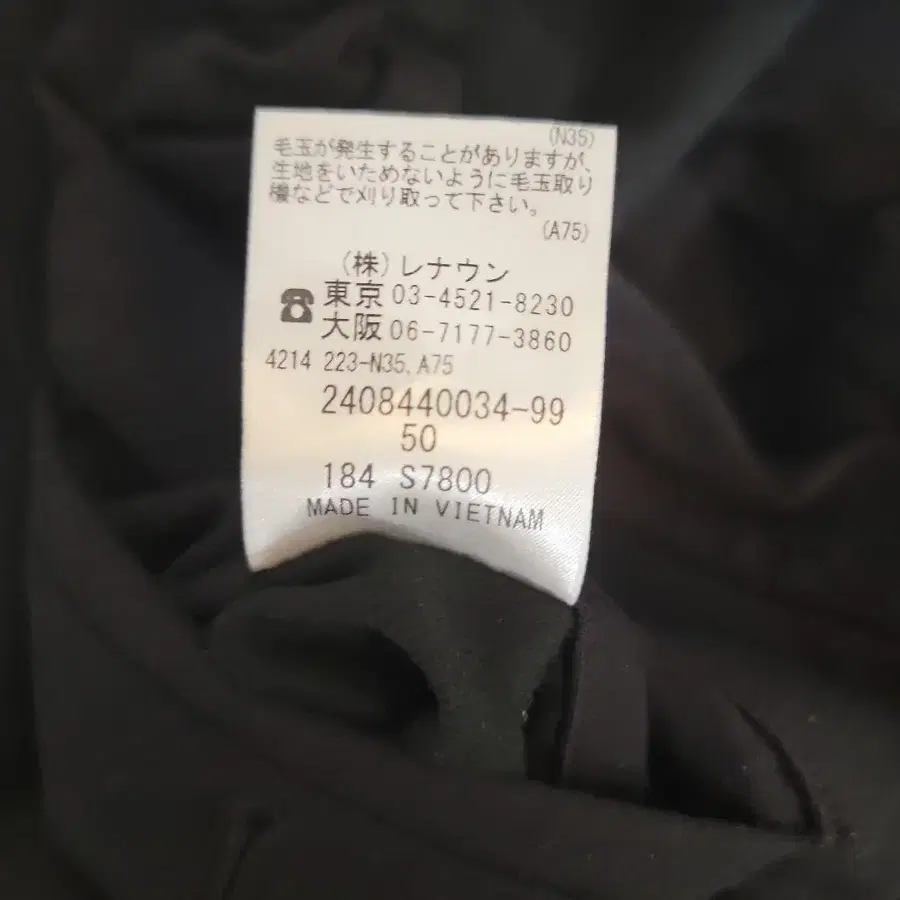 (N35)
毛玉が発生することがありますが、
生地をいためないように毛玉取り
機などで刈り取って下さい。
(A75)
(株)レナウン
☎東京 03-4521-8230
大阪 06-7177-3860
4214 223-N35, A75
2408440034-99
50
184 S7800
MADE IN VIETNAM